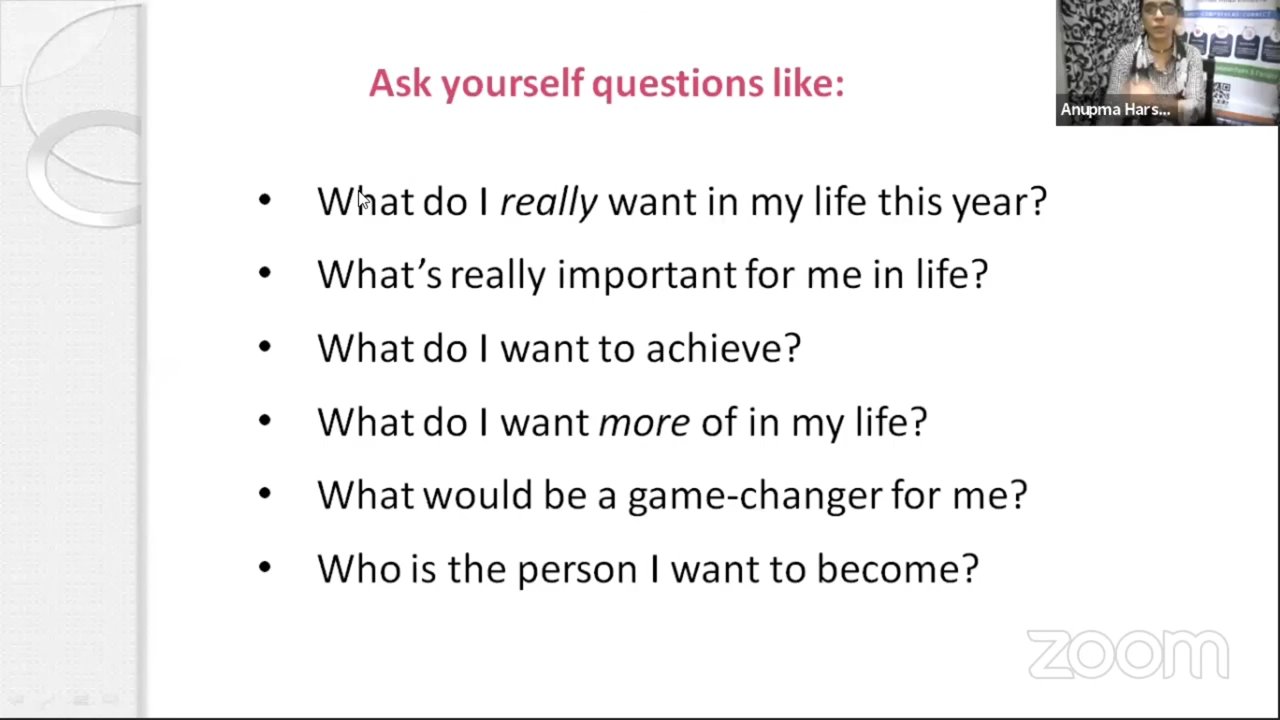 Ask yourself questions like:
Anupma Hars...
• What do I really want in my life this year?
• What’s really important for me in life?
• What do I want to achieve?
• What do I want more of in my life?
• What would be a game-changer for me?
• Who is the person I want to become?
zoom